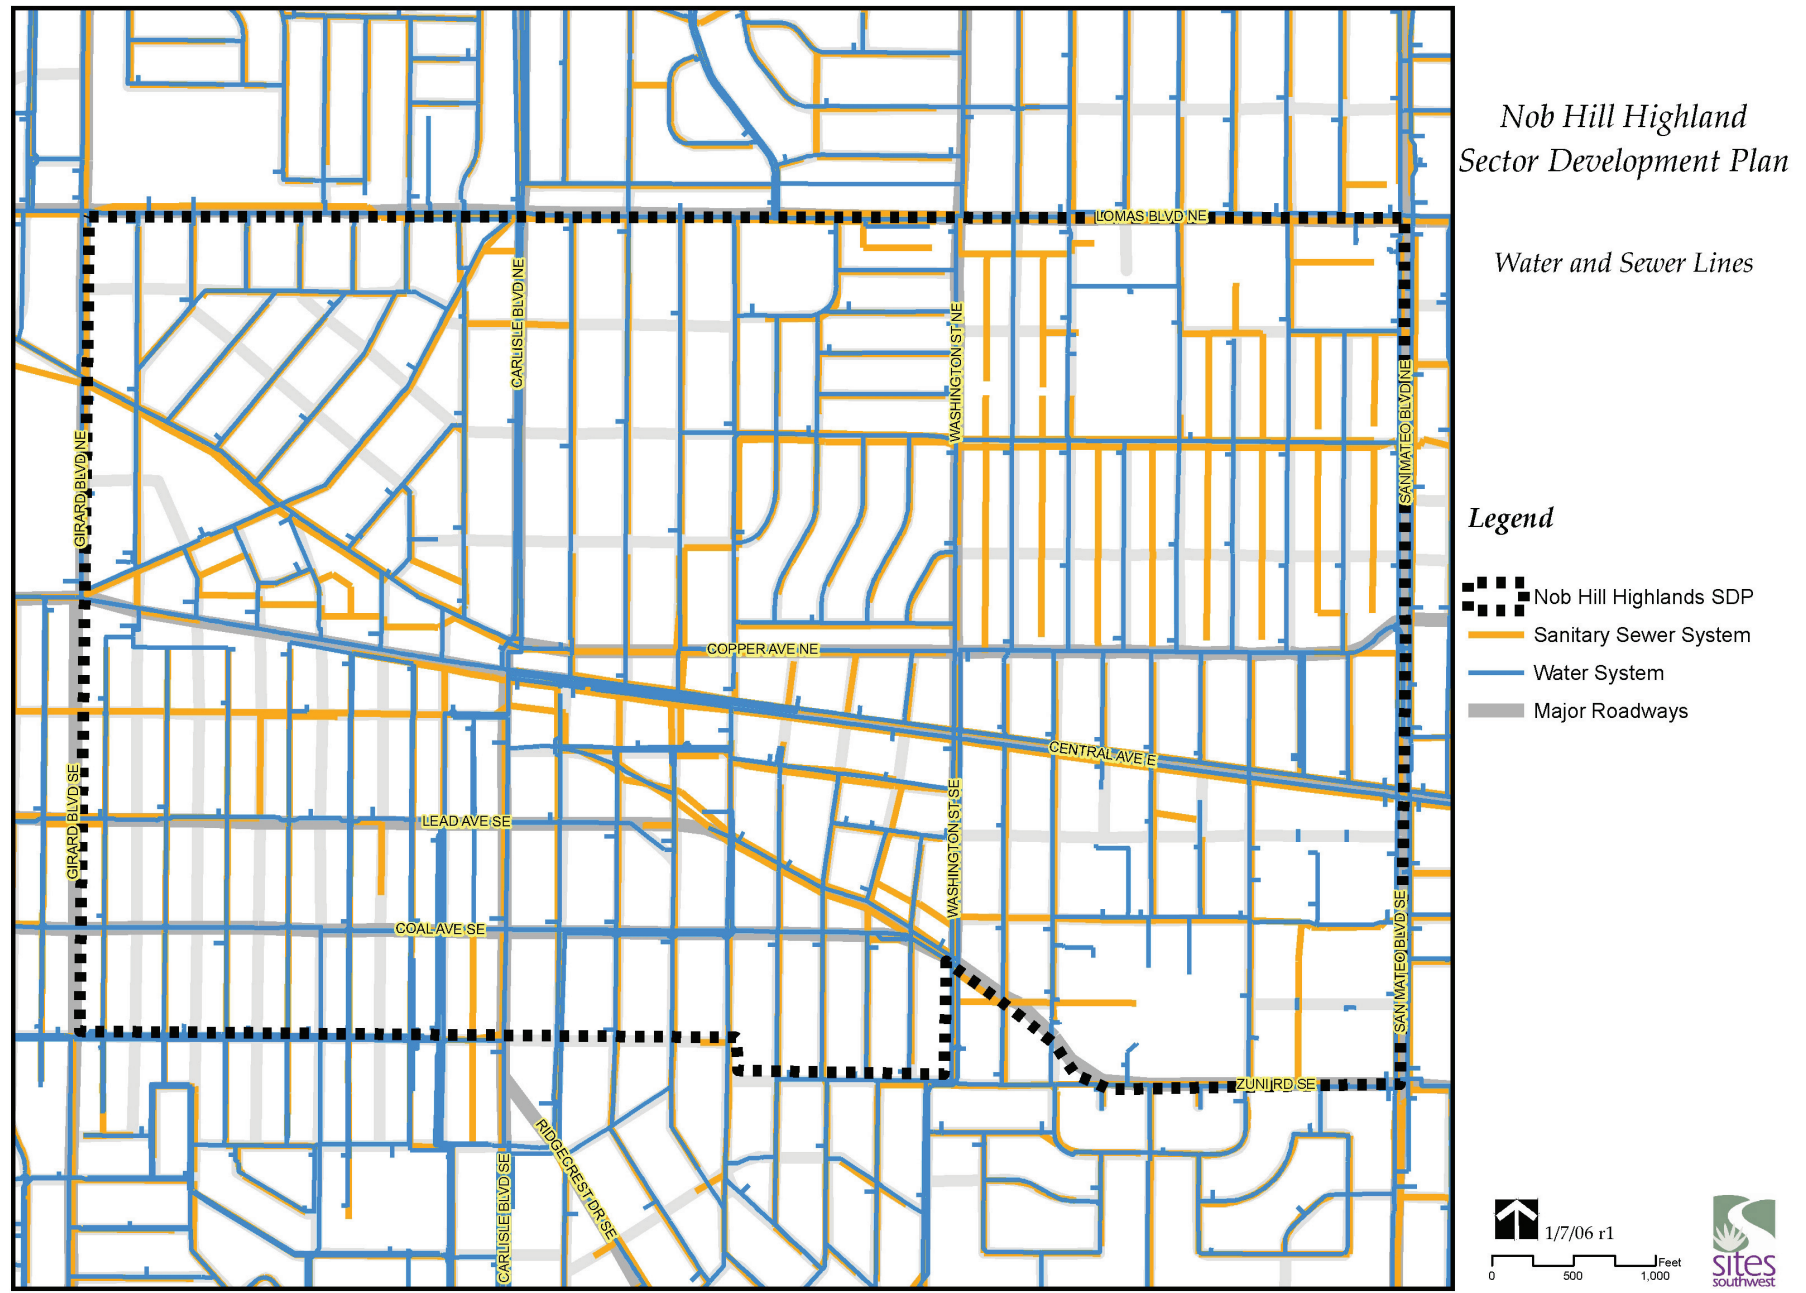 Nob Hill Highland
Sector Development Plan
Water and Sewer Lines
Legend
Nob Hill Highlands SDP
Sanitary Sewer System
Water System
Major Roadways
LOMAS BLVD NE
CARLISLE BLVD NE
WASHINGTON ST NE
SAN MATEO BLVD NE
GIRARD BLVD NE
COPPER AVE NE
CENTRAL AVE E
GIRARD BLVD SE
LEAD AVE SE
WASHINGTON ST SE
COAL AVE SE
SAN MATEO BLVD SE
ZUNI RD SE
RIDGECREST DR SE
CARLISLE BLVD SE
1/7/06 r1
Feet
0 500 1,000
sites
southwest